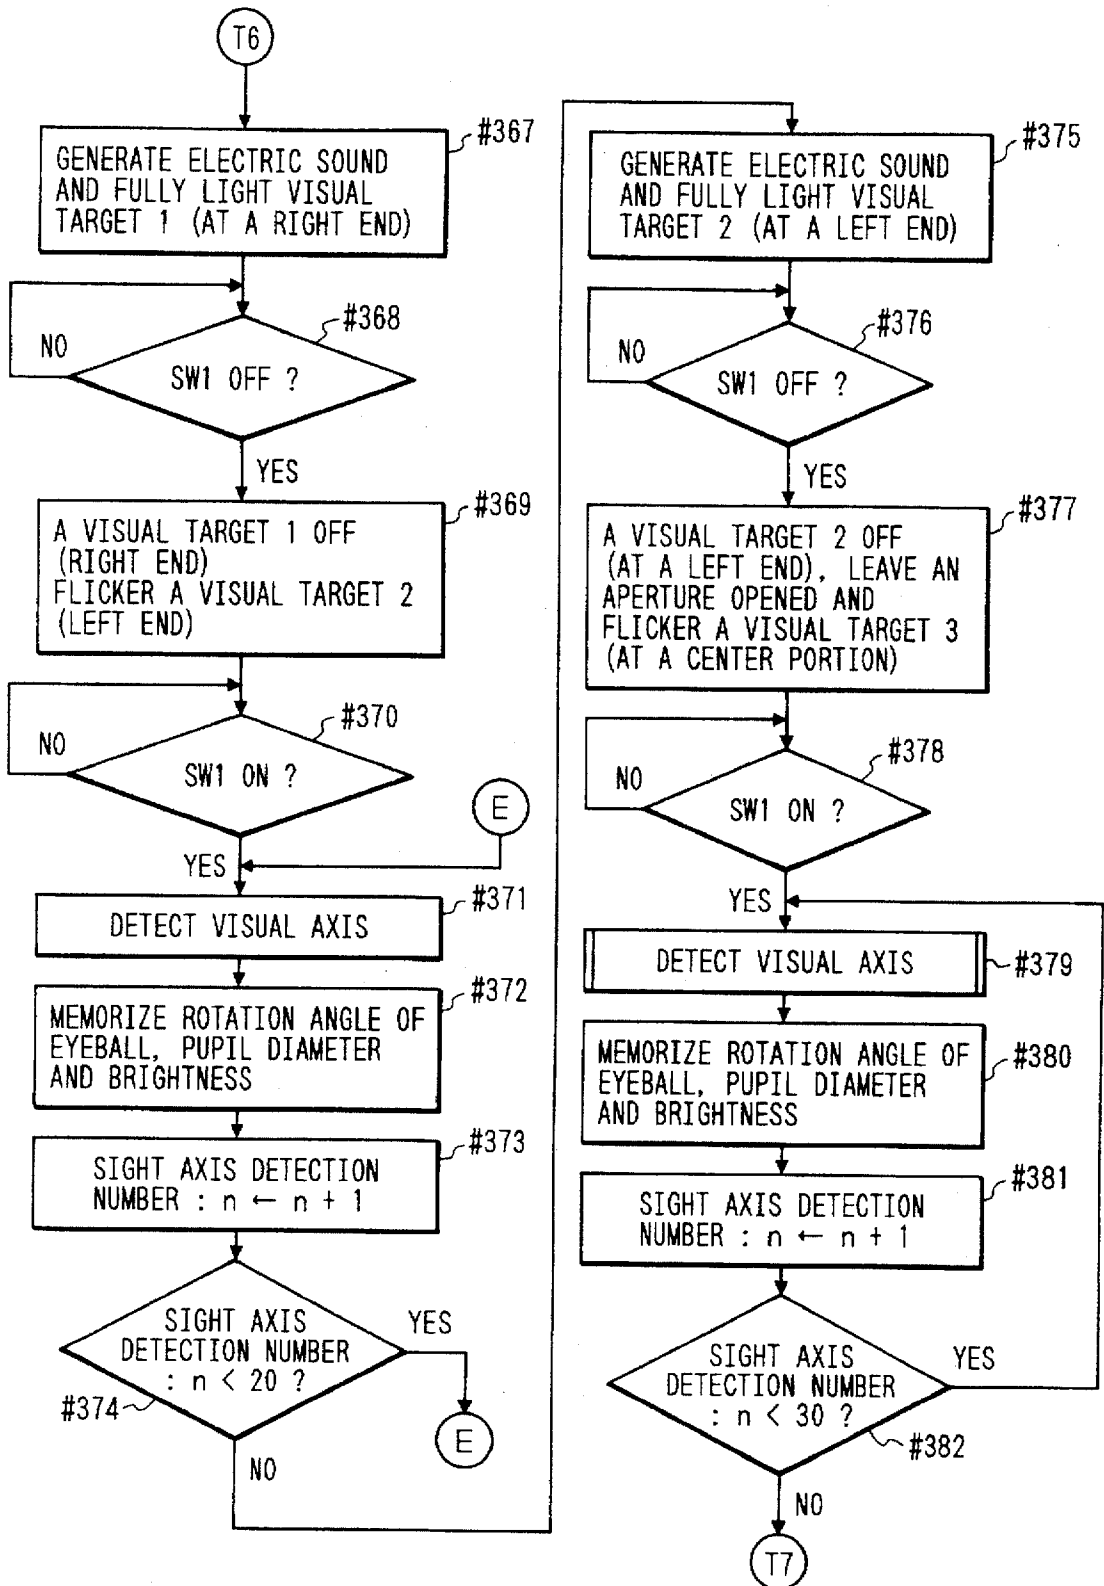 T6
#367
GENERATE ELECTRIC SOUND
AND FULLY LIGHT VISUAL
TARGET 1 (AT A RIGHT END)
#368
NO
SW1 OFF ?
YES
#369
A VISUAL TARGET 1 OFF
(RIGHT END)
FLICKER A VISUAL TARGET 2
(LEFT END)
#370
NO
SW1 ON ?
E
YES
#371
DETECT VISUAL AXIS
#372
MEMORIZE ROTATION ANGLE OF
EYEBALL, PUPIL DIAMETER
AND BRIGHTNESS
#373
SIGHT AXIS DETECTION
NUMBER : n ← n + 1
SIGHT AXIS
DETECTION NUMBER
: n < 20 ?
YES
#374
E
NO
#375
GENERATE ELECTRIC SOUND
AND FULLY LIGHT VISUAL
TARGET 2 (AT A LEFT END)
#376
NO
SW1 OFF ?
YES
#377
A VISUAL TARGET 2 OFF
(AT A LEFT END), LEAVE AN
APERTURE OPENED AND
FLICKER A VISUAL TARGET 3
(AT A CENTER PORTION)
#378
NO
SW1 ON ?
YES
DETECT VISUAL AXIS
#379
MEMORIZE ROTATION ANGLE OF
EYEBALL, PUPIL DIAMETER
AND BRIGHTNESS
#380
#381
SIGHT AXIS DETECTION
NUMBER : n ← n + 1
SIGHT AXIS
DETECTION NUMBER
: n < 30 ?
YES
#382
NO
T7